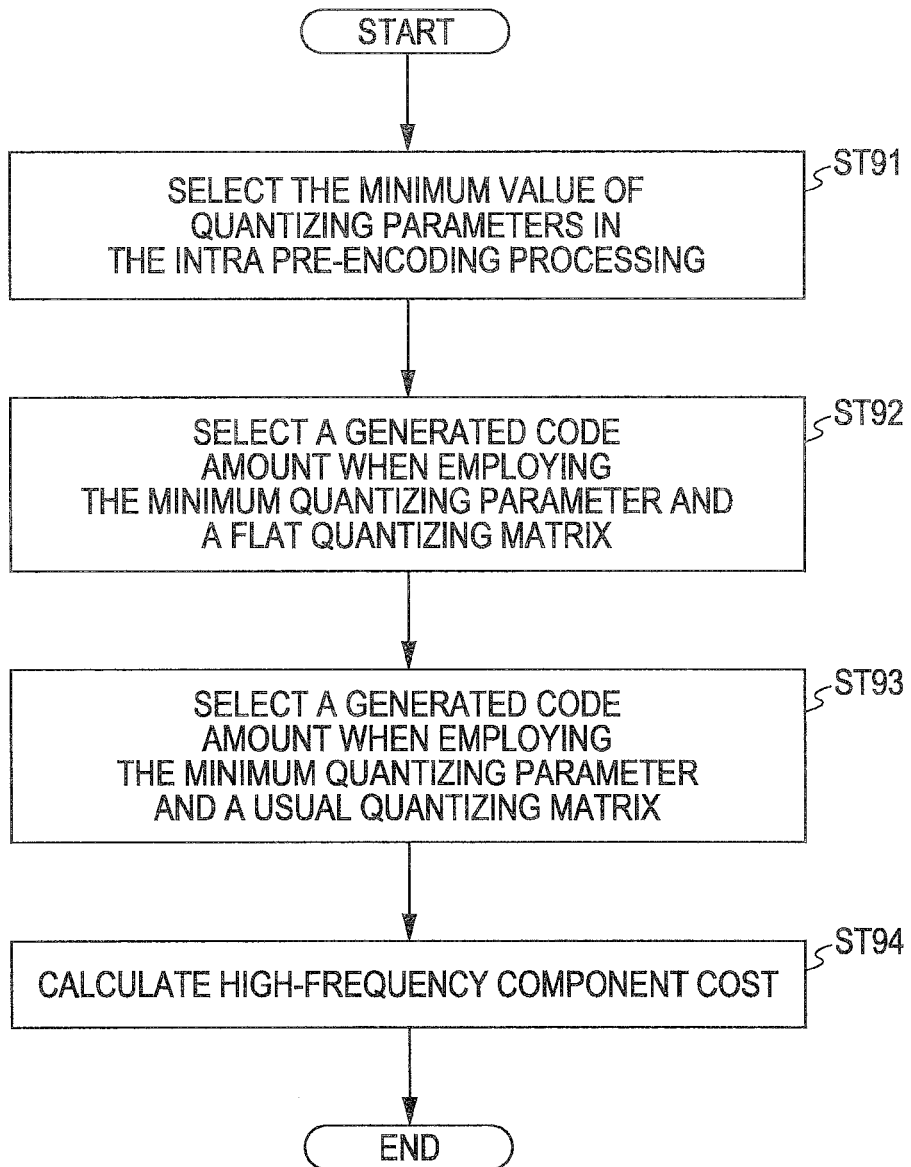 START
ST91
SELECT THE MINIMUM VALUE OF
QUANTIZING PARAMETERS IN
THE INTRA PRE-ENCODING PROCESSING
ST92
SELECT A GENERATED CODE
AMOUNT WHEN EMPLOYING
THE MINIMUM QUANTIZING PARAMETER AND
A FLAT QUANTIZING MATRIX
ST93
SELECT A GENERATED CODE
AMOUNT WHEN EMPLOYING
THE MINIMUM QUANTIZING PARAMETER
AND A USUAL QUANTIZING MATRIX
ST94
CALCULATE HIGH-FREQUENCY COMPONENT COST
END